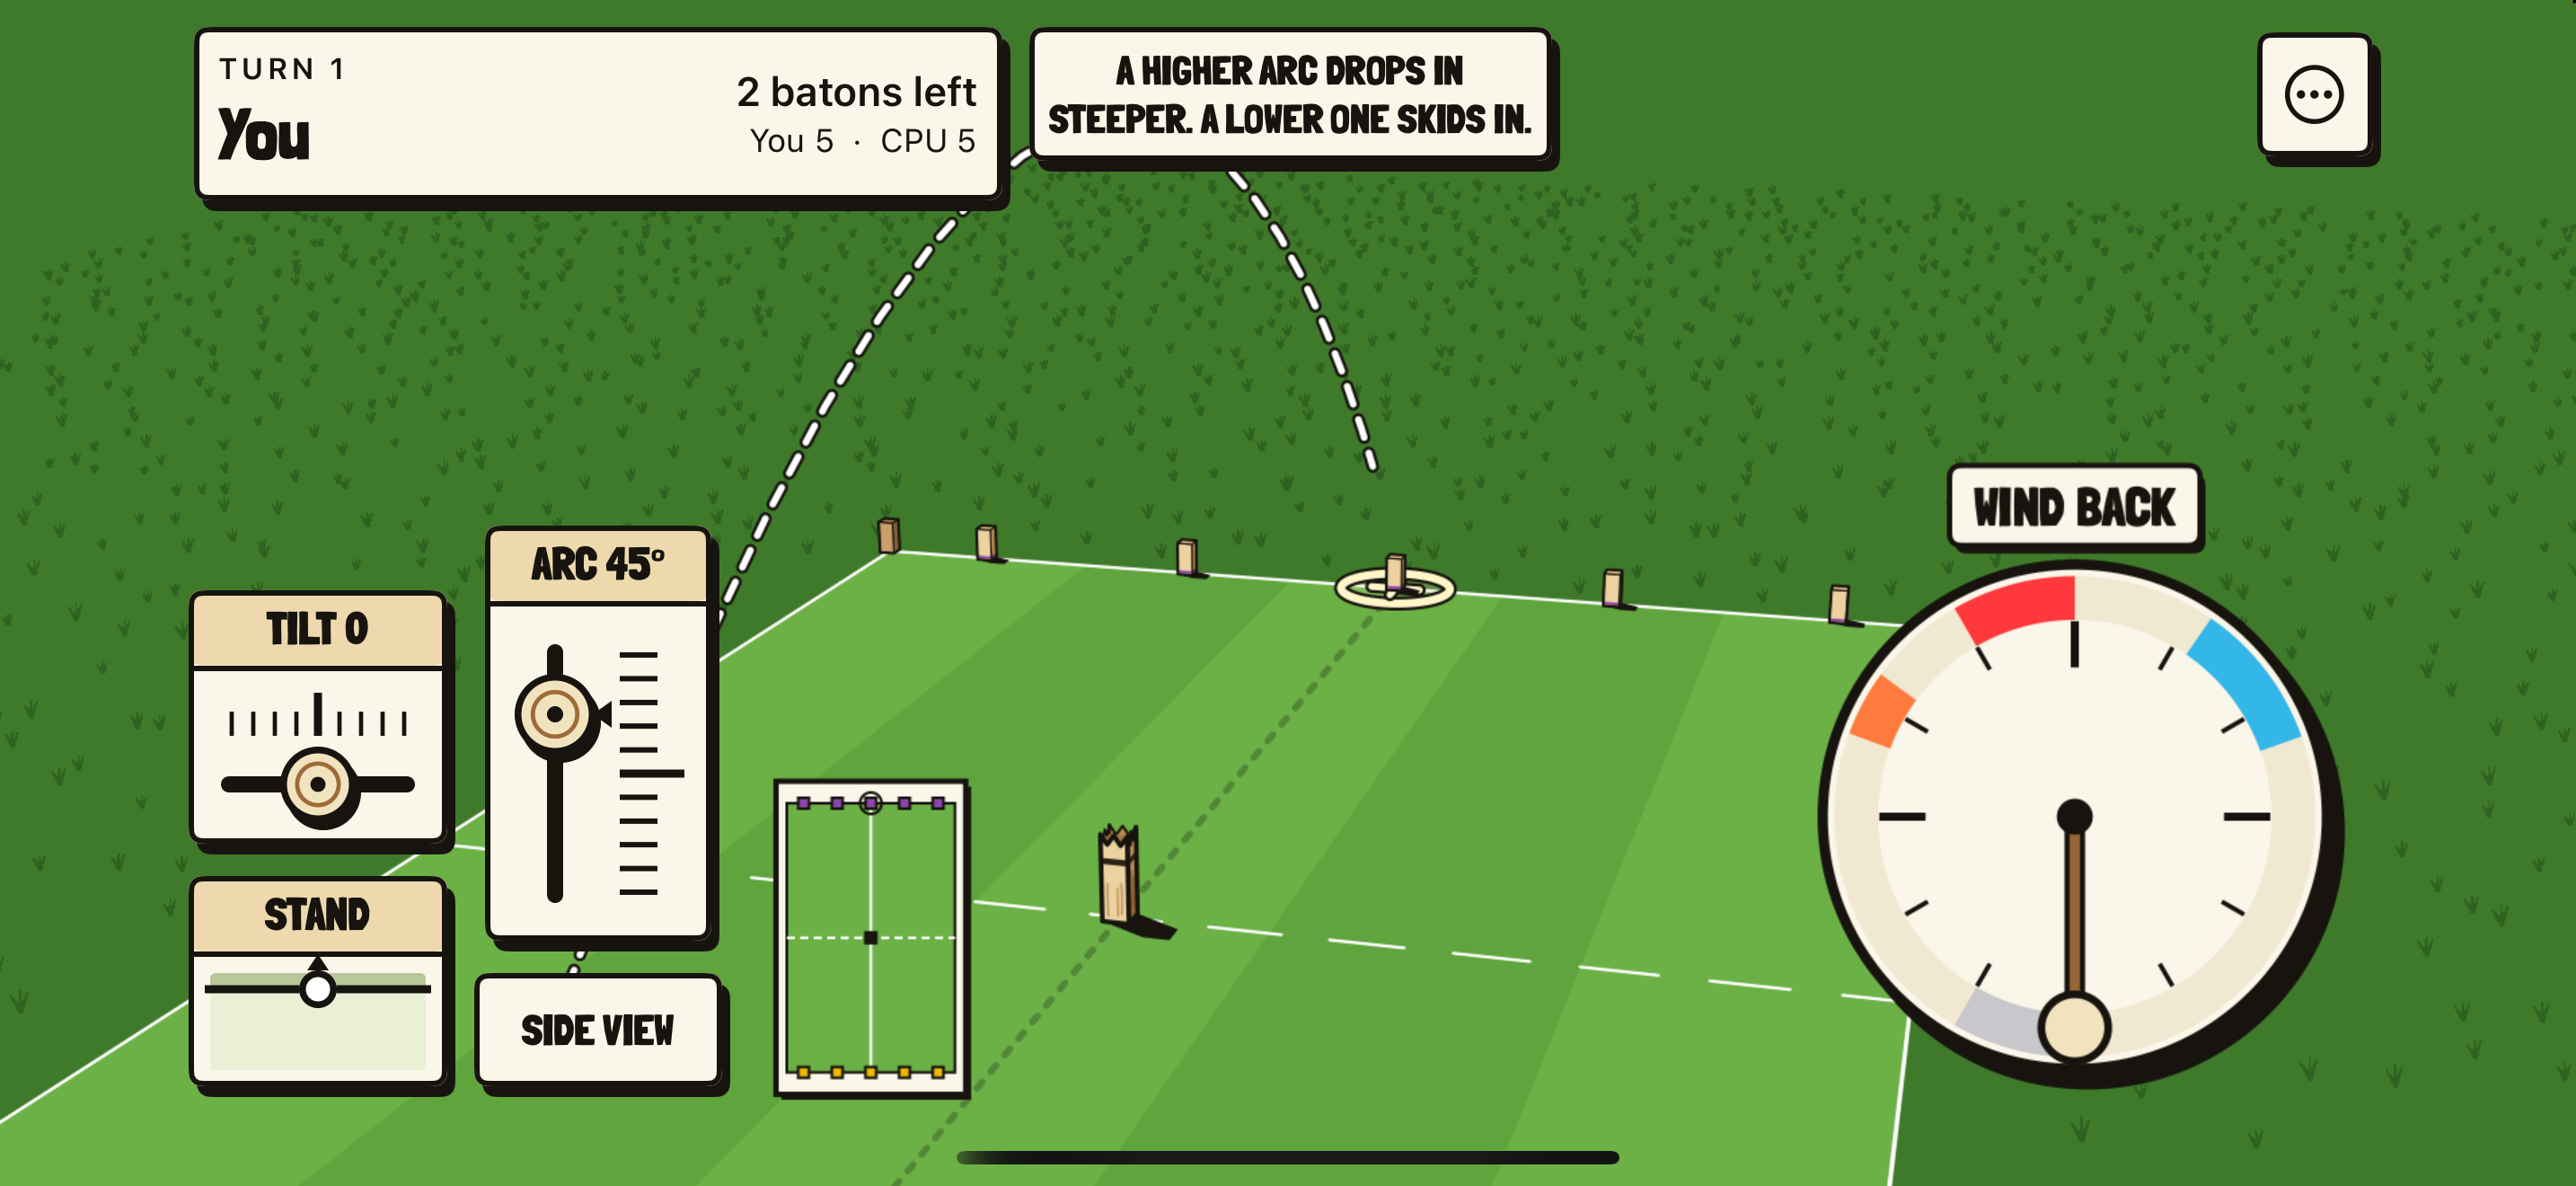 TURN 1
You
2 batons left
You 5 · CPU 5
A HIGHER ARC DROPS IN
STEEPER. A LOWER ONE SKIDS IN.
WIND BACK
ARC 45°
TILT 0
STAND
SIDE VIEW